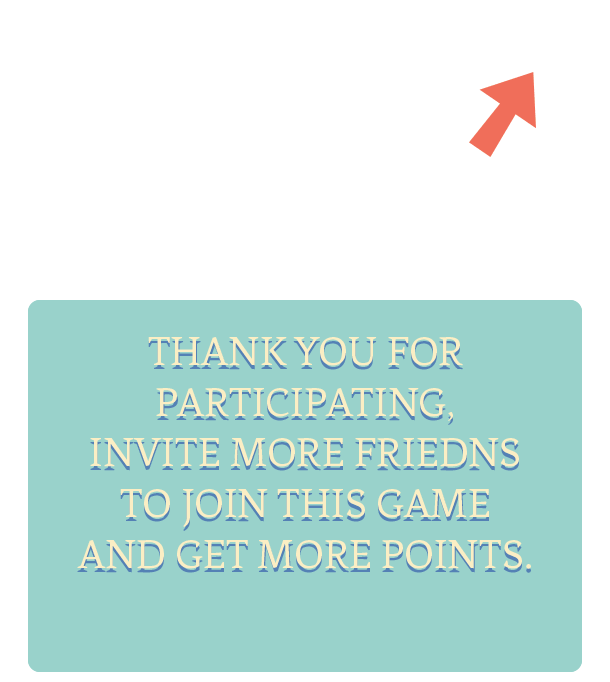 THANK YOU FOR
PARTICIPATING,
INVITE MORE FRIEDNS
TO JOIN THIS GAME
AND GET MORE POINTS.